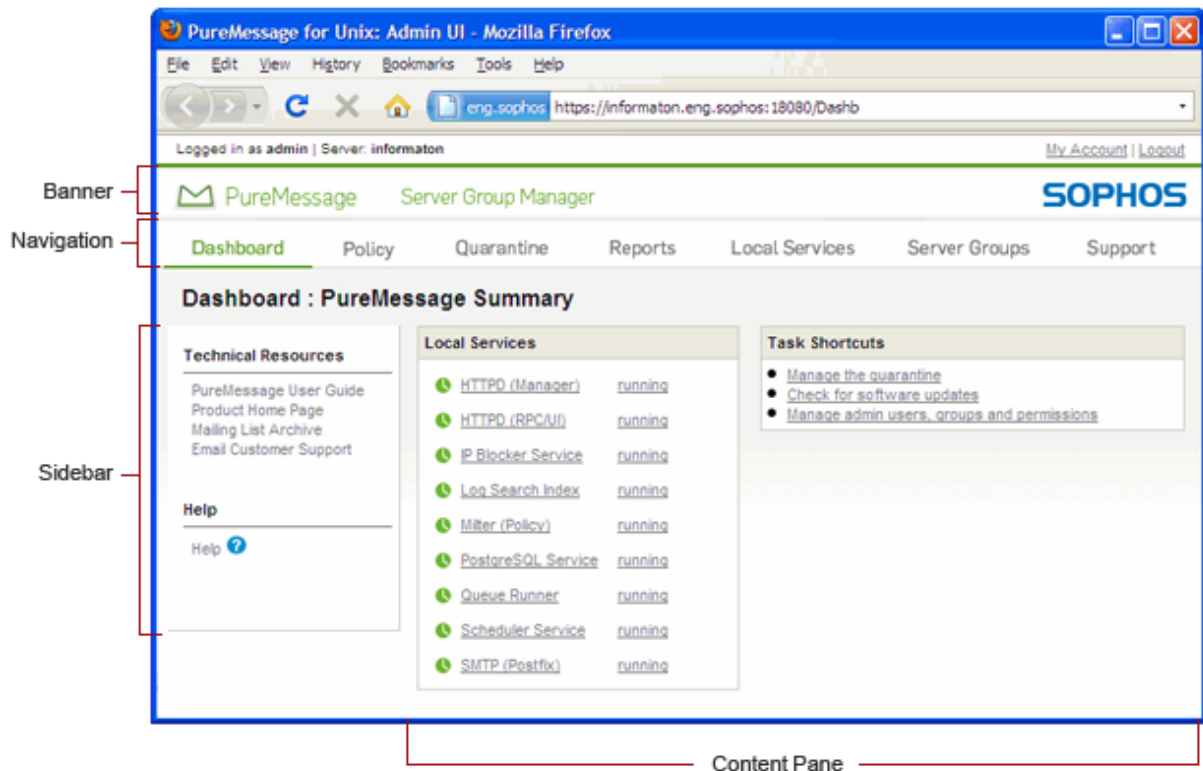 PureMessage for Unix: Admin UI - Mozilla Firefox
File Edit View History Bookmarks Tools Help
eng.sophos https://informaton.eng.sophos:18080/Dashb
Logged in as admin | Server: informaton
My Account | Logout
Banner
PureMessage Server Group Manager
SOPHOS
Navigation
Dashboard Policy Quarantine Reports Local Services Server Groups Support
Dashboard : PureMessage Summary
Sidebar
Technical Resources
PureMessage User Guide
Product Home Page
Mailing List Archive
Email Customer Support
Help
Help ?
Local Services
HTTPD (Manager) running
HTTPD (RPC/UI) running
IP Blocker Service running
Log Search Index running
Milter (Policy) running
PostgreSQL Service running
Queue Runner running
Scheduler Service running
SMTP (Postfix) running
Task Shortcuts
Manage the quarantine
Check for software updates
Manage admin users, groups and permissions
Content Pane